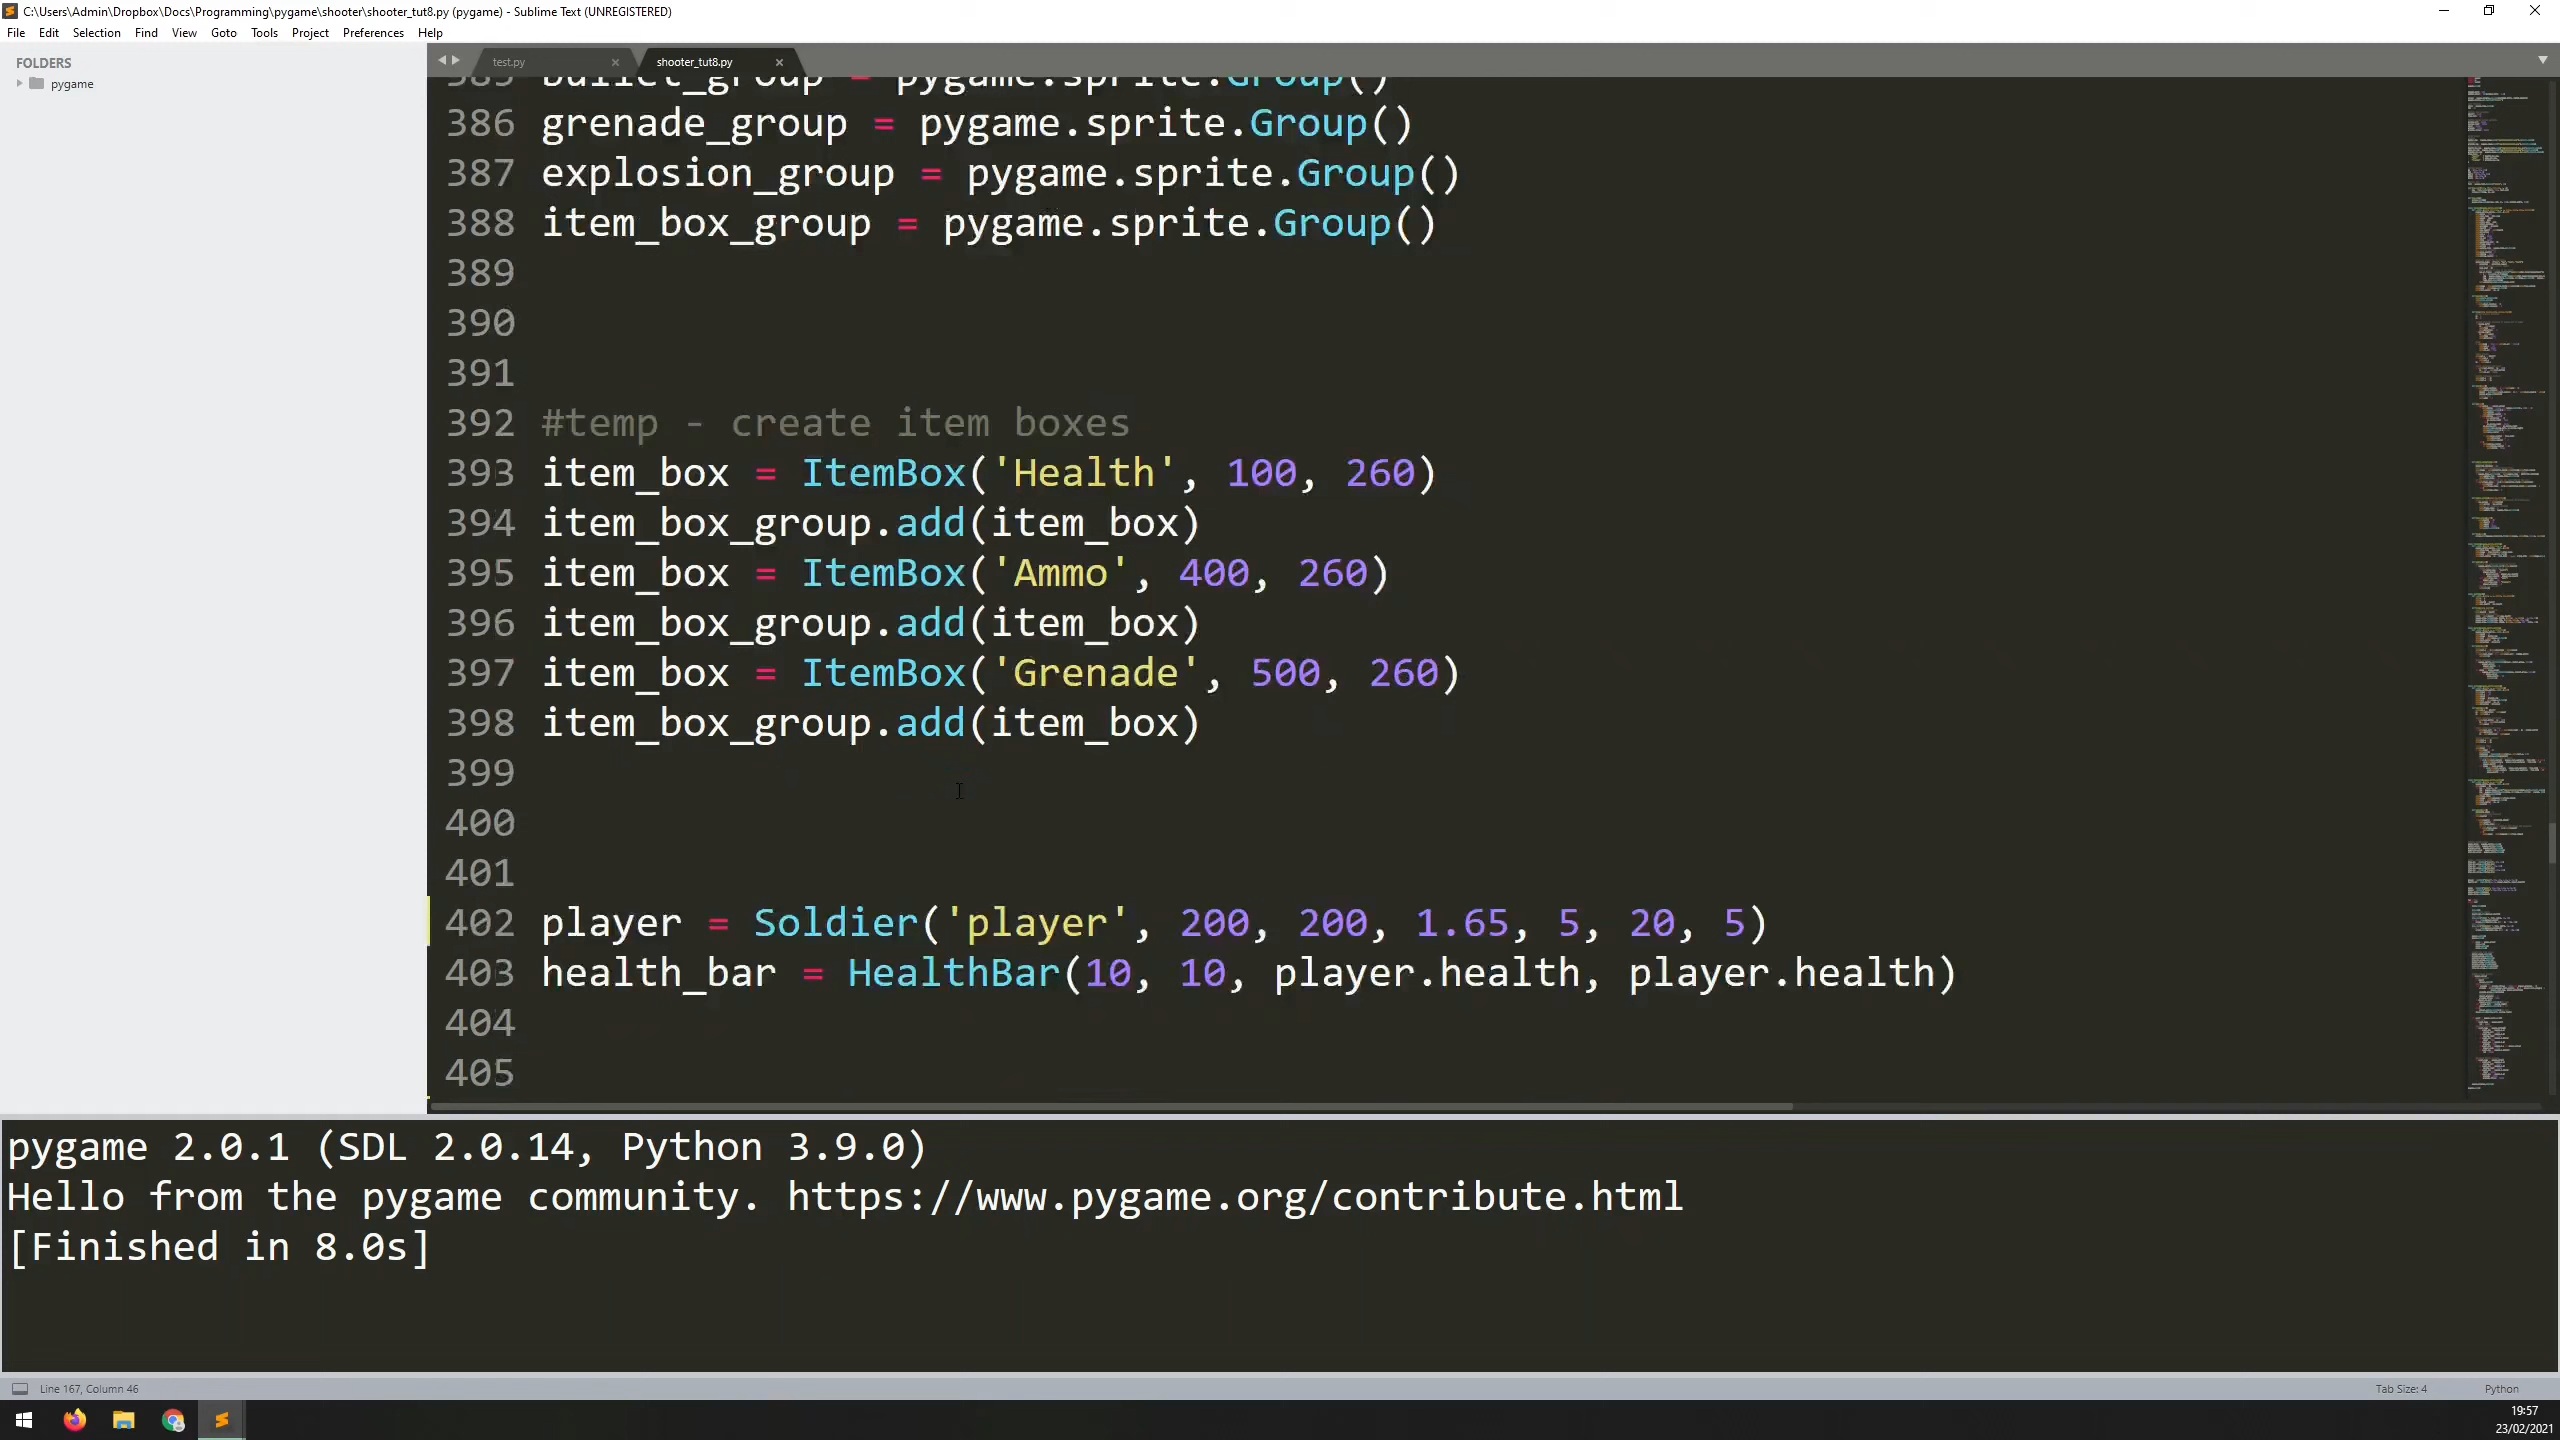 C:\Users\Admin\Dropbox\Docs\Programming\pygame\shooter\shooter_tut8.py (pygame) - Sublime Text (UNREGISTERED)
File Edit Selection Find View Goto Tools Project Preferences Help
FOLDERS
pygame
test.py
shooter_tut8.py
385 bullet_group = pygame.sprite.Group()
386 grenade_group = pygame.sprite.Group()
387 explosion_group = pygame.sprite.Group()
388 item_box_group = pygame.sprite.Group()
389
390
391
392 #temp - create item boxes
393 item_box = ItemBox('Health', 100, 260)
394 item_box_group.add(item_box)
395 item_box = ItemBox('Ammo', 400, 260)
396 item_box_group.add(item_box)
397 item_box = ItemBox('Grenade', 500, 260)
398 item_box_group.add(item_box)
399
400
401
402 player = Soldier('player', 200, 200, 1.65, 5, 20, 5)
403 health_bar = HealthBar(10, 10, player.health, player.health)
404
405
pygame 2.0.1 (SDL 2.0.14, Python 3.9.0)
Hello from the pygame community. https://www.pygame.org/contribute.html
[Finished in 8.0s]
Line 167, Column 46
Tab Size: 4
Python
19:57
23/02/2021